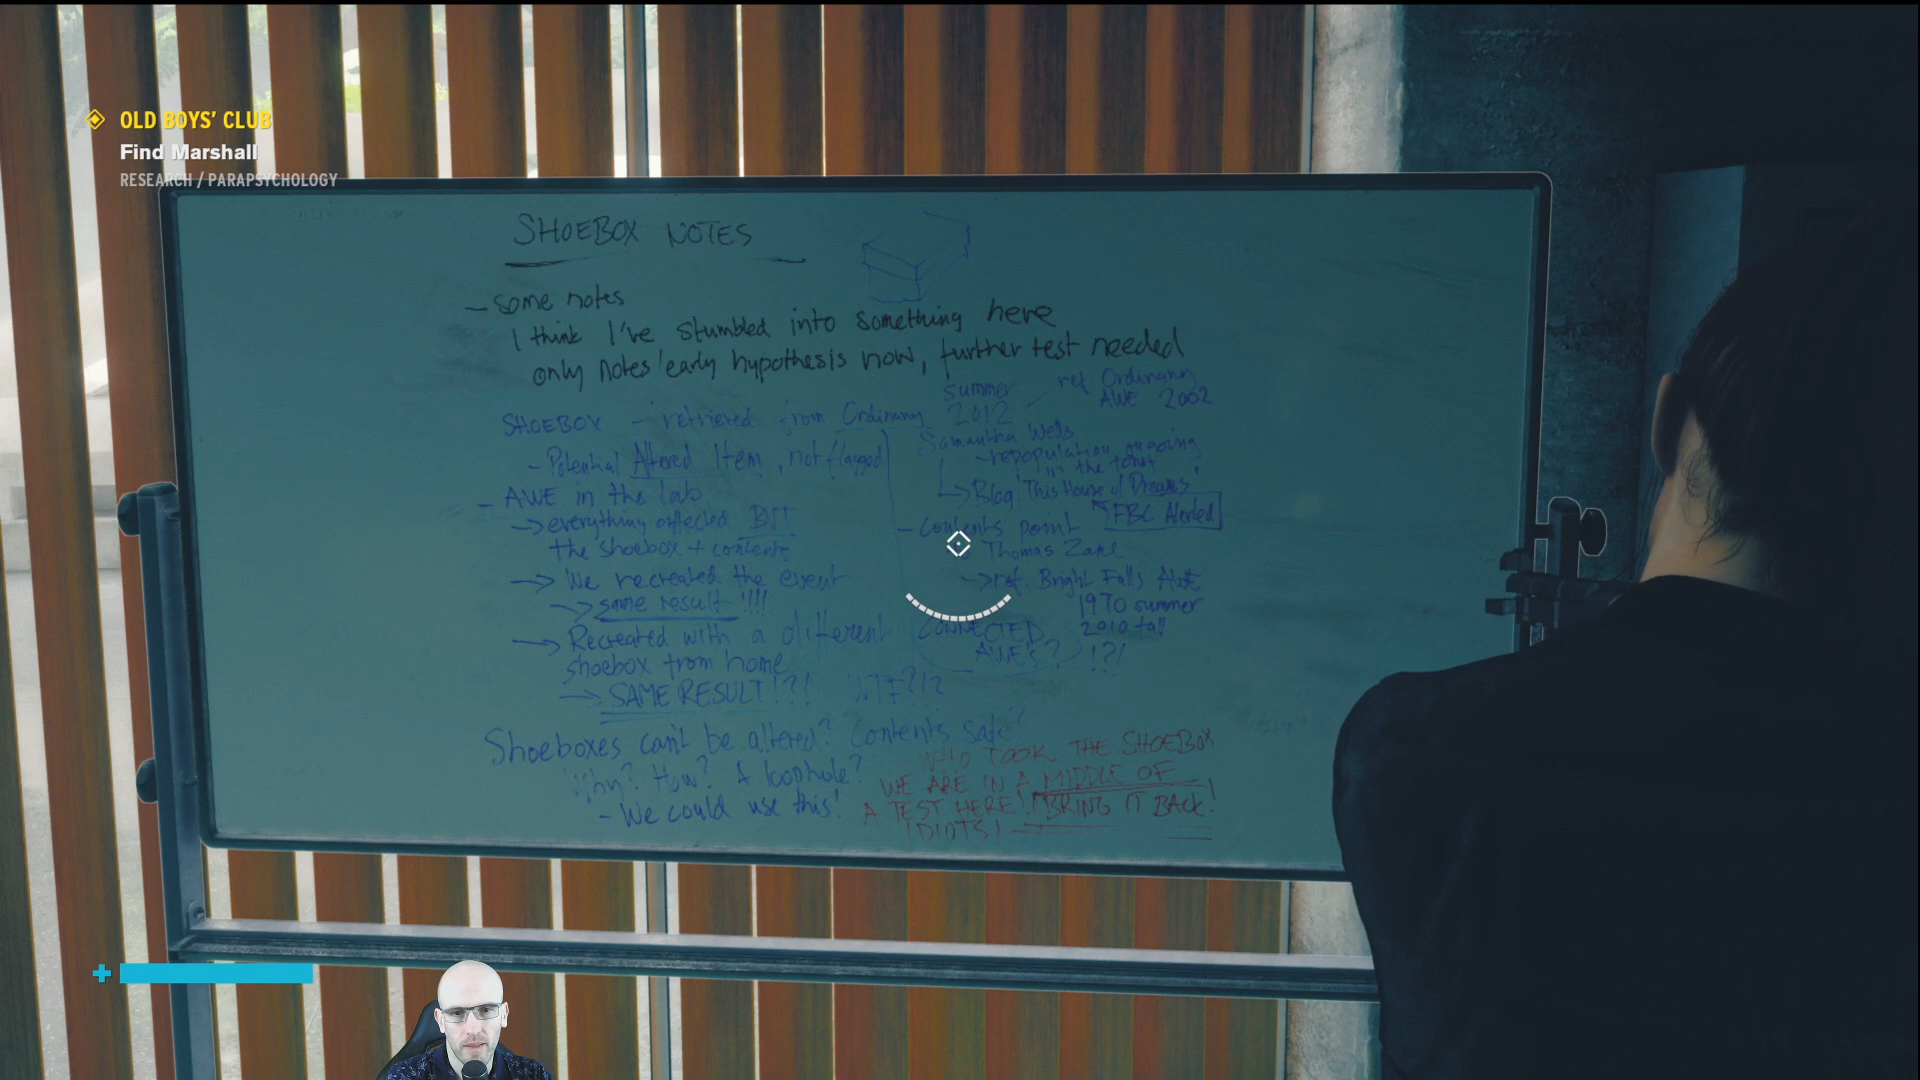 OLD BOYS' CLUB
Find Marshall
RESEARCH / PARAPSYCHOLOGY
SHOEBOX NOTES
- some notes
I think I've stumbled into something here
only notes/early hypothesis now, further test needed
SHOEBOX - retrieved from Ordinary
- Potential Altered Item, not flagged
- AWE in the lab
→ everything affected BUT
the shoebox + contents
→ We recreated the event
→ same result !!!!
→ Recreated with a different
shoebox from home
→ SAME RESULT!?! WTF?!?
Shoeboxes can't be altered? Contents safe?
Why? How? A loophole?
- We could use this!
summer
2012
ref. Ordinary
AWE 2002
Samantha Wells
- repopulation ongoing
in the town
Blog: 'This House of Dreams'
FBC Alerted
- Contents point
Thomas Zane
→ ref. Bright Falls AWE
1970 summer
2010 fall
CONNECTED
AWE's? !?!
WHO TOOK THE SHOEBOX
WE ARE IN A MIDDLE OF
A TEST HERE! BRING IT BACK!
IDIOTS!